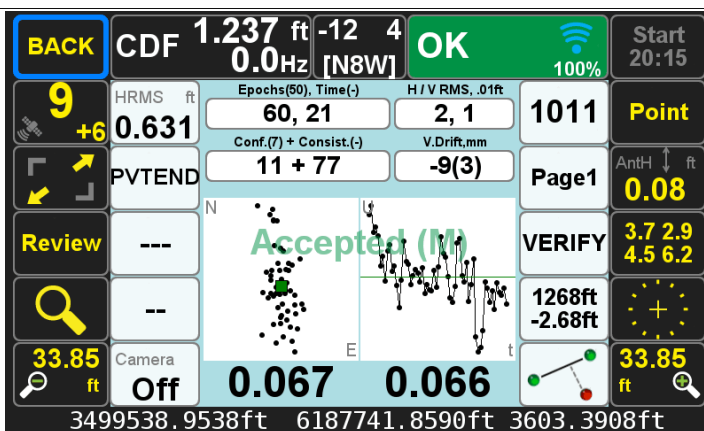 BACK
CDF 1.237 ft
0.0Hz
-12 4
[N8W]
OK
100%
Start
20:15
9
+6
HRMS ft
0.631
Epochs(50), Time(-)
60, 21
H / V RMS, .01ft
2, 1
1011
Point
Conf.(7) + Consist.(-)
11 + 77
V.Drift,mm
-9(3)
PVTEND
Page1
AntH ft
0.08
Review
---
N
U
Accepted (M)
VERIFY
3.7 2.9
4.5 6.2
--
1268ft
-2.68ft
E
t
33.85
ft
Camera
Off
0.067
0.066
33.85
ft
3499538.9538ft 6187741.8590ft 3603.3908ft